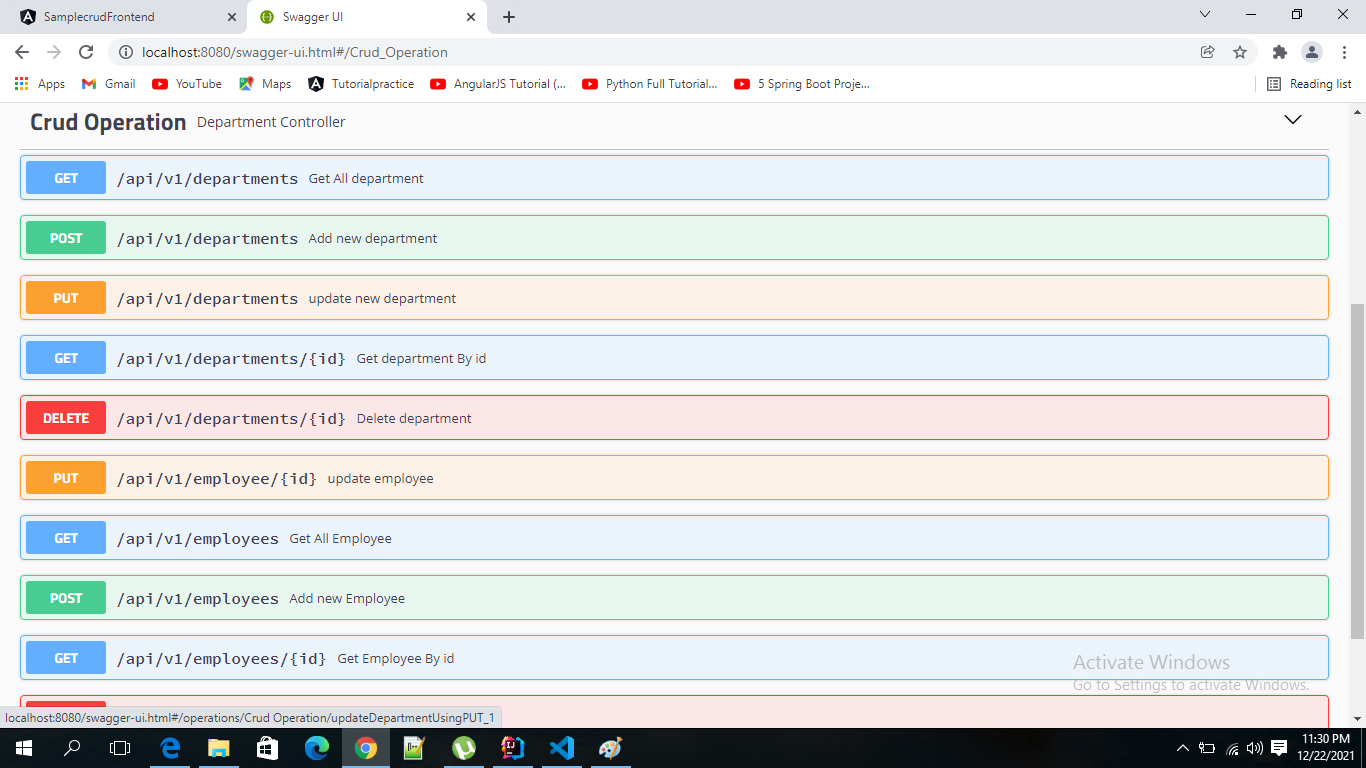 SamplecrudFrontend
Swagger UI
localhost:8080/swagger-ui.html#/Crud_Operation
Apps Gmail YouTube Maps Tutorialpractice AngularJS Tutorial (... Python Full Tutorial... 5 Spring Boot Proje... Reading list
Crud Operation Department Controller
GET /api/v1/departments Get All department
POST /api/v1/departments Add new department
PUT /api/v1/departments update new department
GET /api/v1/departments/{id} Get department By id
DELETE /api/v1/departments/{id} Delete department
PUT /api/v1/employee/{id} update employee
GET /api/v1/employees Get All Employee
POST /api/v1/employees Add new Employee
GET /api/v1/employees/{id} Get Employee By id
Activate Windows
Go to Settings to activate Windows.
localhost:8080/swagger-ui.html#/operations/Crud Operation/updateDepartmentUsingPUT_1
11:30 PM
12/22/2021